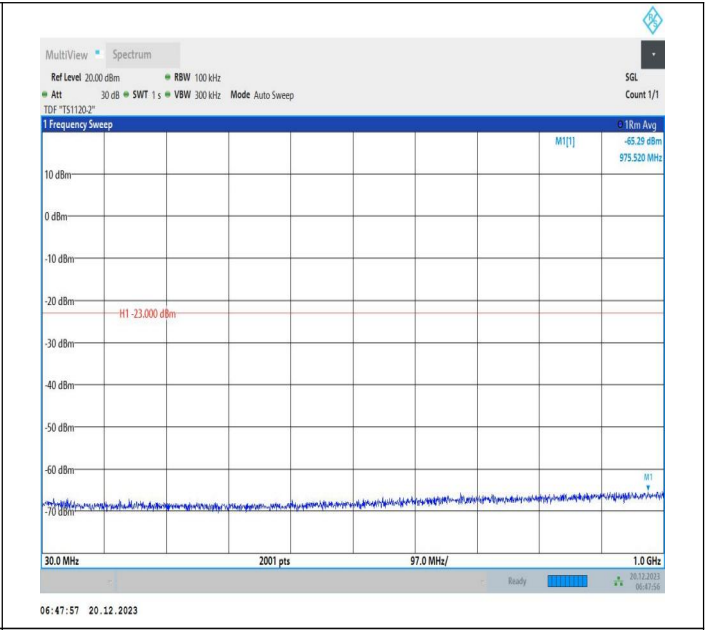 R S
MultiView Spectrum
Ref Level 20.00 dBm RBW 100 kHz SGL
Att 30 dB SWT 1 s VBW 300 kHz Mode Auto Sweep Count 1/1
TDF "TS1120-2"
1 Frequency Sweep 1Rm Avg
M1[1] -65.29 dBm
975.520 MHz
10 dBm
0 dBm
-10 dBm
-20 dBm
H1 -23.000 dBm
-30 dBm
-40 dBm
-50 dBm
-60 dBm
M1
-70 dBm
30.0 MHz 2001 pts 97.0 MHz/ 1.0 GHz
Ready 20.12.2023
06:47:56
06:47:57 20.12.2023